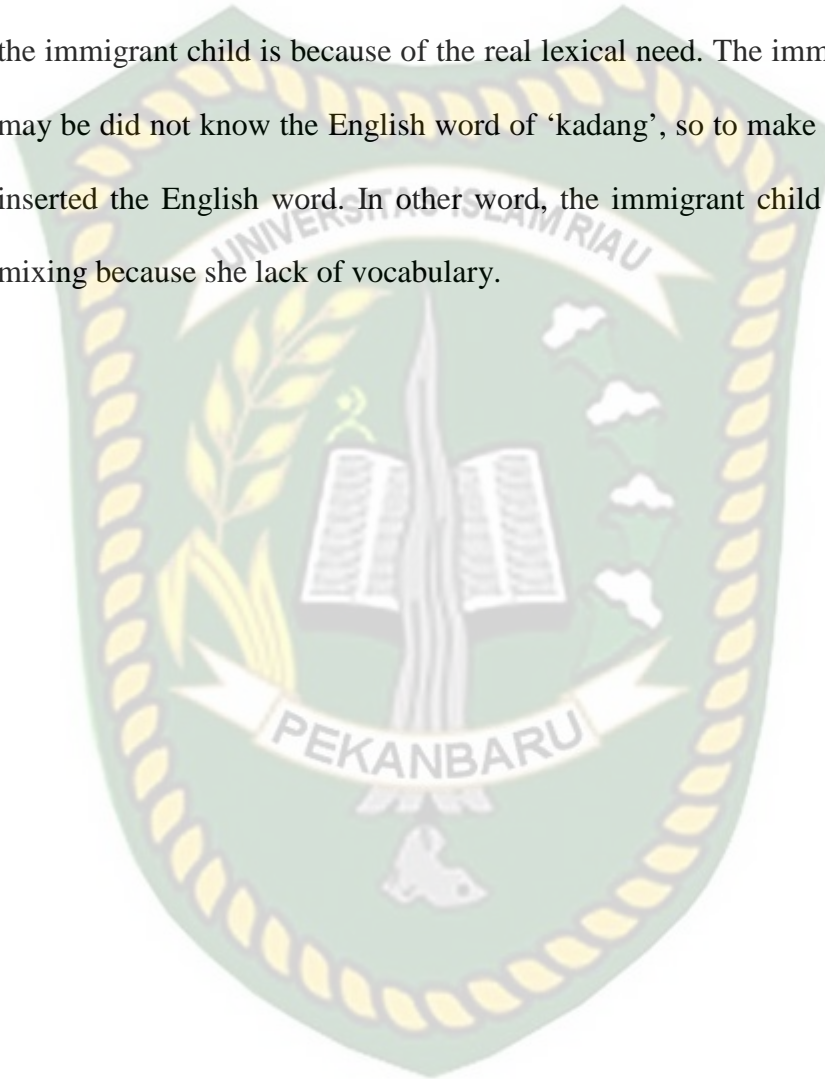 the immigrant child is because of the real lexical need. The imm
may be did not know the English word of ‘kadang’, so to make
inserted the English word. In other word, the immigrant child
mixing because she lack of vocabulary.
UNIVERSITAS ISLAM RIAU
PEKANBARU